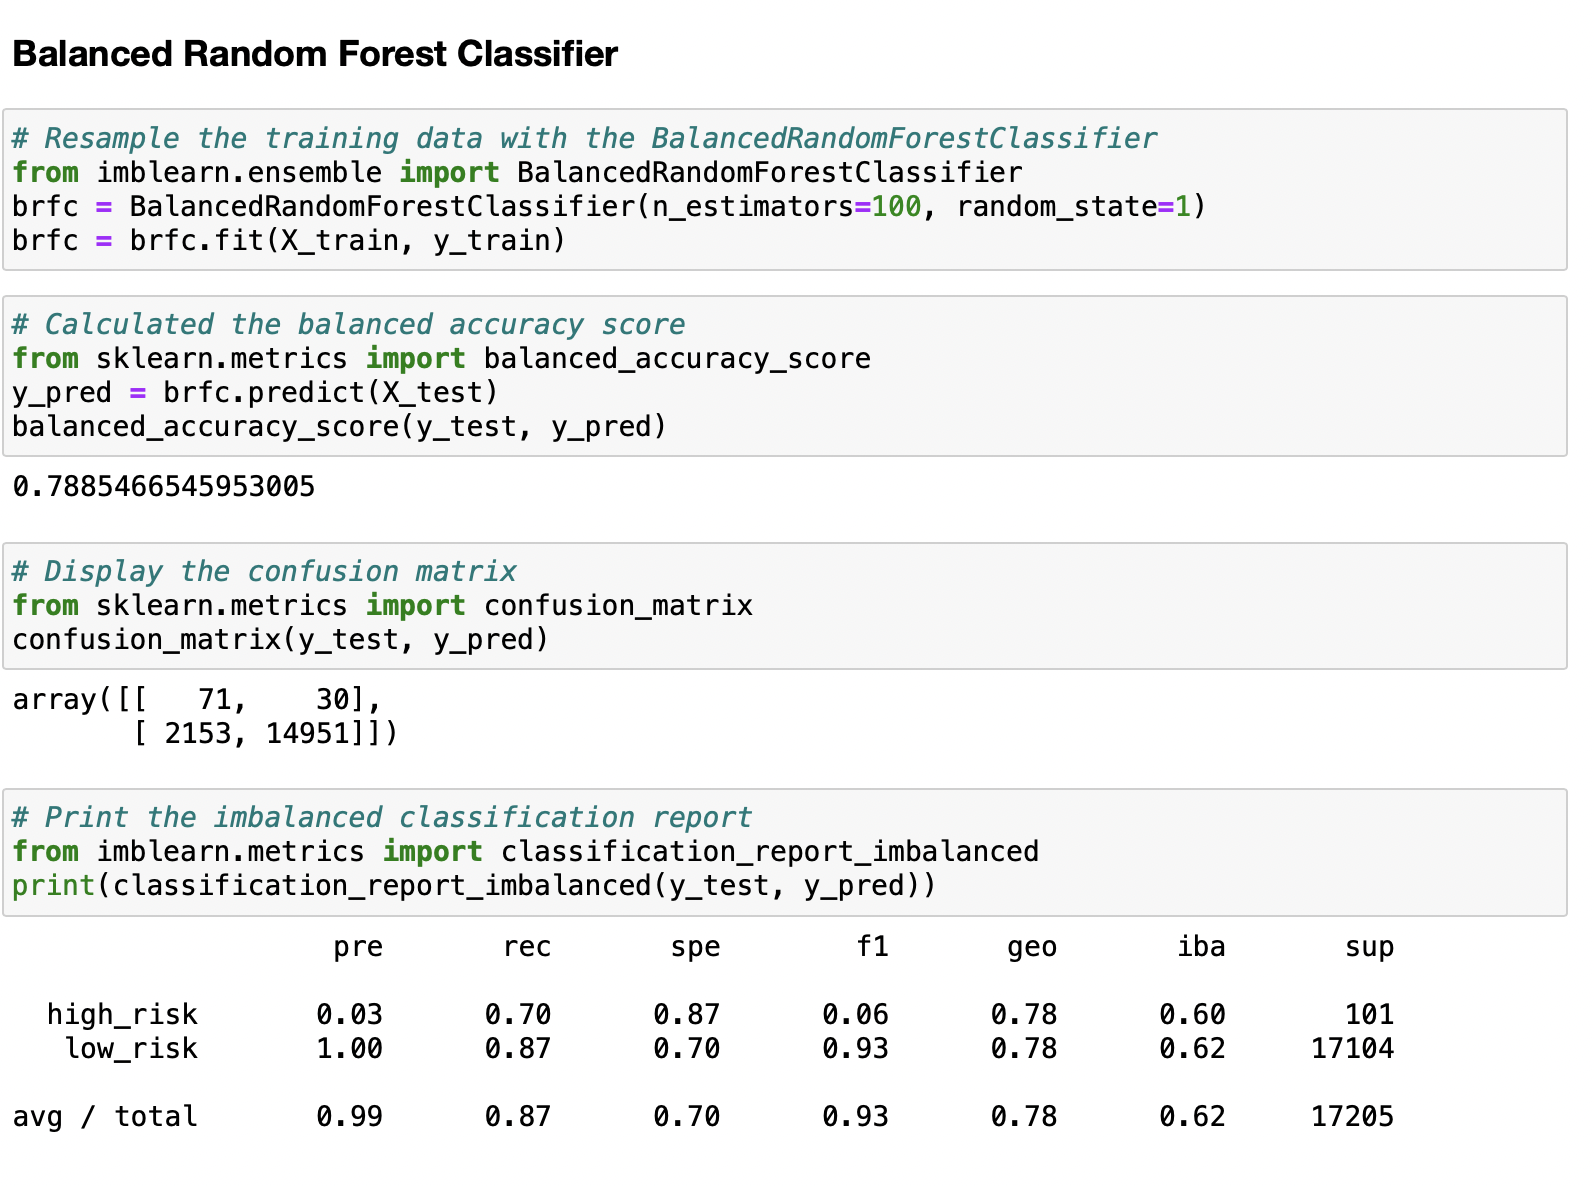 Balanced Random Forest Classifier
# Resample the training data with the BalancedRandomForestClassifier
from imblearn.ensemble import BalancedRandomForestClassifier
brfc = BalancedRandomForestClassifier(n_estimators=100, random_state=1)
brfc = brfc.fit(X_train, y_train)
# Calculated the balanced accuracy score
from sklearn.metrics import balanced_accuracy_score
y_pred = brfc.predict(X_test)
balanced_accuracy_score(y_test, y_pred)
0.7885466545953005
# Display the confusion matrix
from sklearn.metrics import confusion_matrix
confusion_matrix(y_test, y_pred)
array([[   71,    30],
       [ 2153, 14951]])
# Print the imbalanced classification report
from imblearn.metrics import classification_report_imbalanced
print(classification_report_imbalanced(y_test, y_pred))
                   pre       rec       spe        f1       geo       iba       sup
  high_risk       0.03      0.70      0.87      0.06      0.78      0.60       101
   low_risk       1.00      0.87      0.70      0.93      0.78      0.62     17104
avg / total       0.99      0.87      0.70      0.93      0.78      0.62     17205